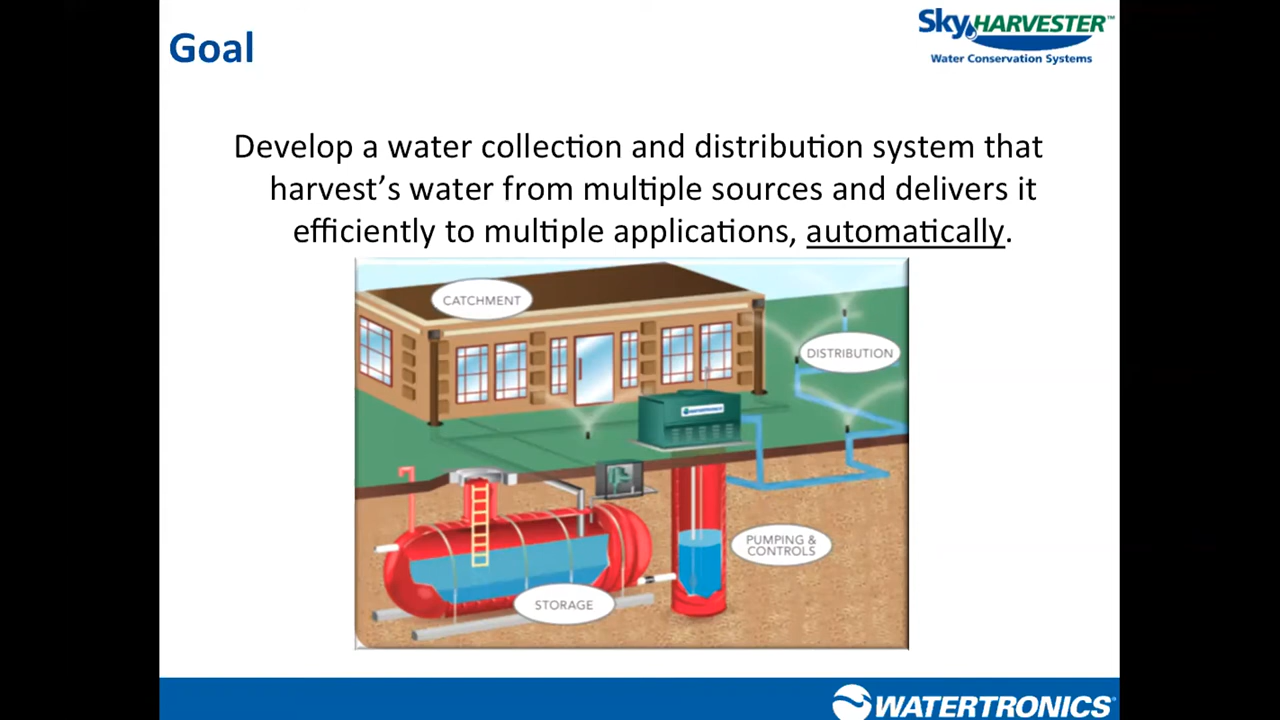 Goal
SkyHARVESTER™
Water Conservation Systems
Develop a water collection and distribution system that
harvest’s water from multiple sources and delivers it
efficiently to multiple applications, automatically.
CATCHMENT
DISTRIBUTION
WATERTRONICS
PUMPING &
CONTROLS
STORAGE
WATERTRONICS®